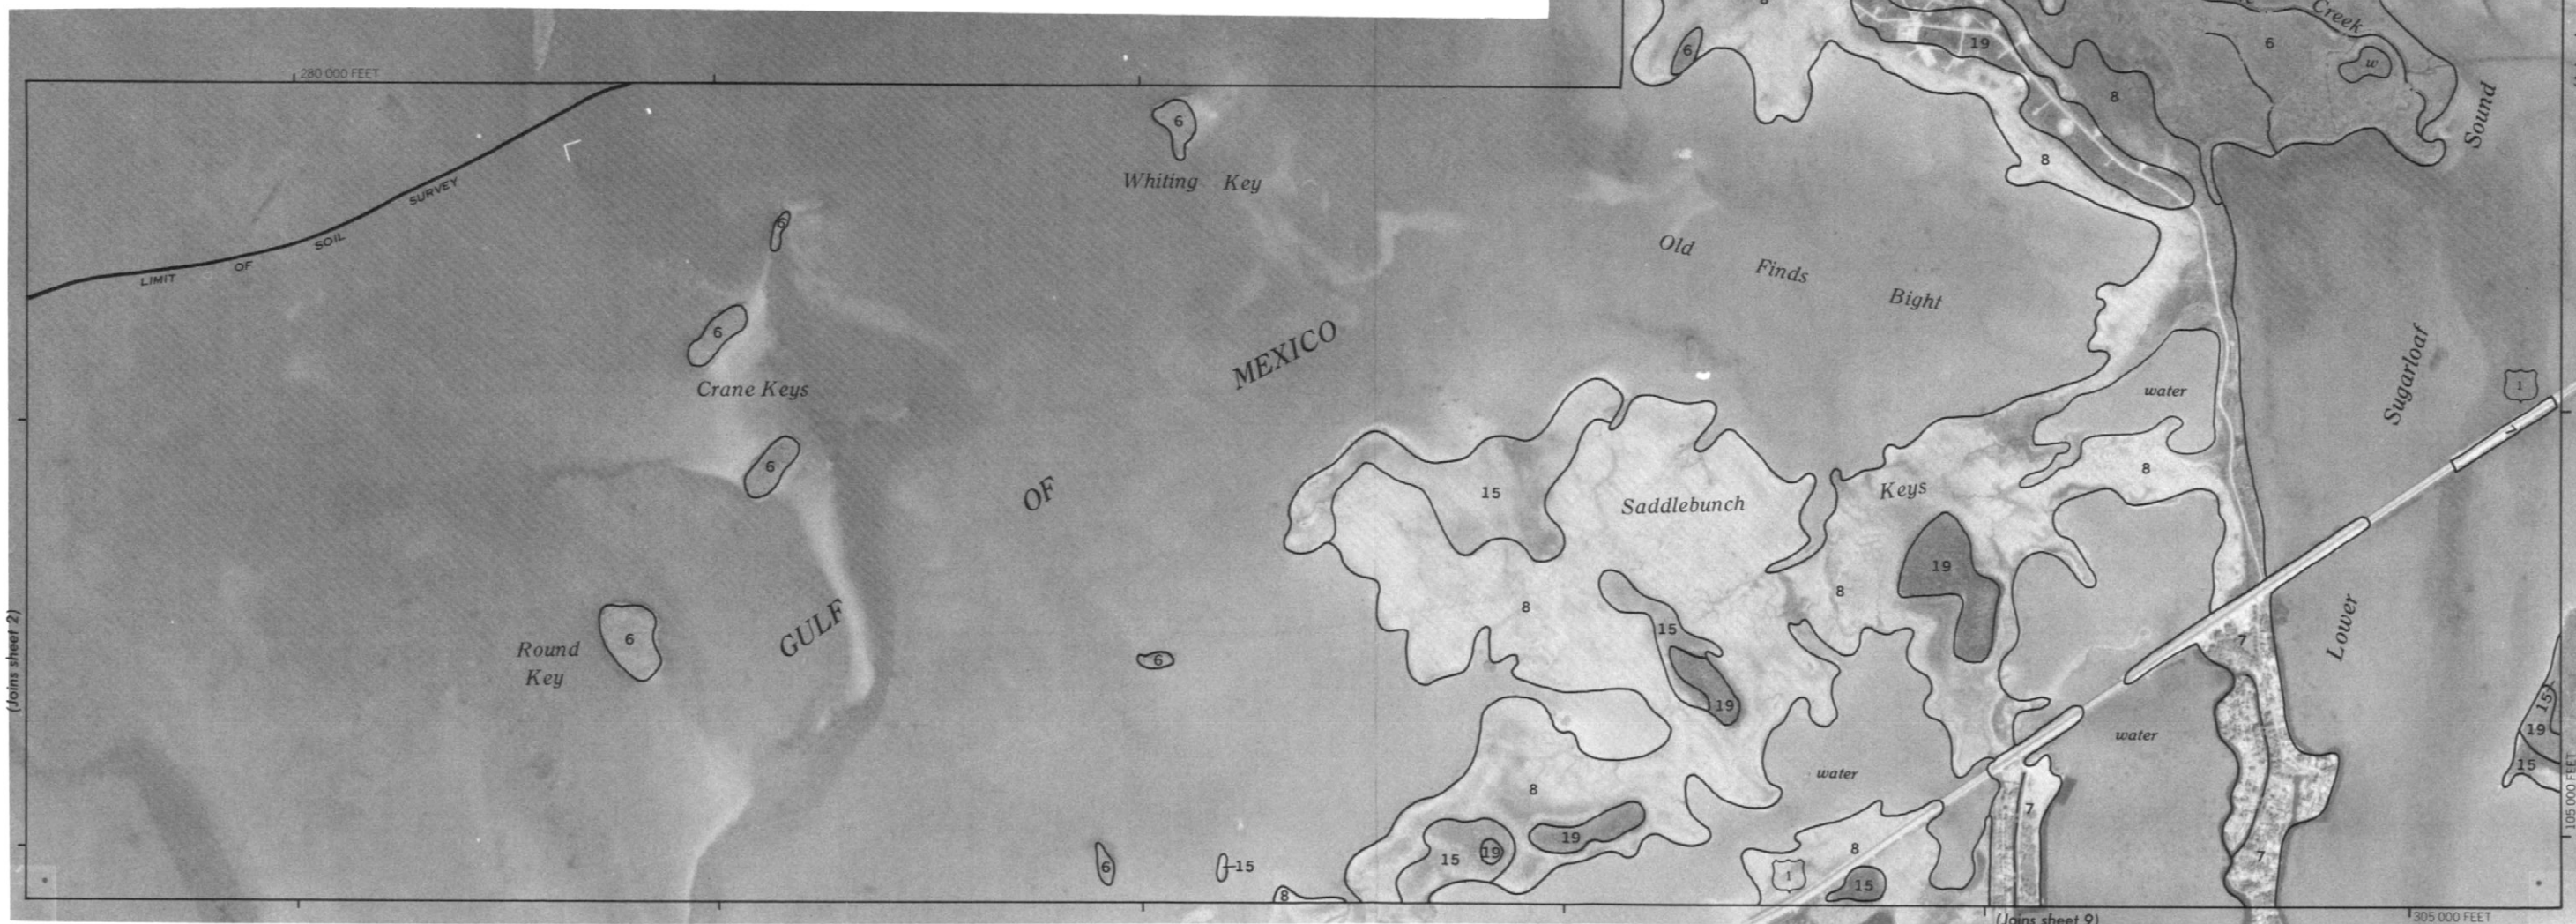 8
Creek
6
19
6
w
280 000 FEET
8
6
Sound
8
Whiting Key
LIMIT OF SOIL SURVEY
6
Old Finds Bight
6
Crane Keys
GULF OF MEXICO
water
Sugarloaf
1
7
6
8
15
Saddlebunch Keys
19
8
8
Lower
15
7
Round
Key
6
6
(Joins sheet 2)
19
15
19
15
water
water
8
7
105 000 FEET
19
15
19
6
15
8
8
1
15
7
(Joins sheet 9)
305 000 FEET